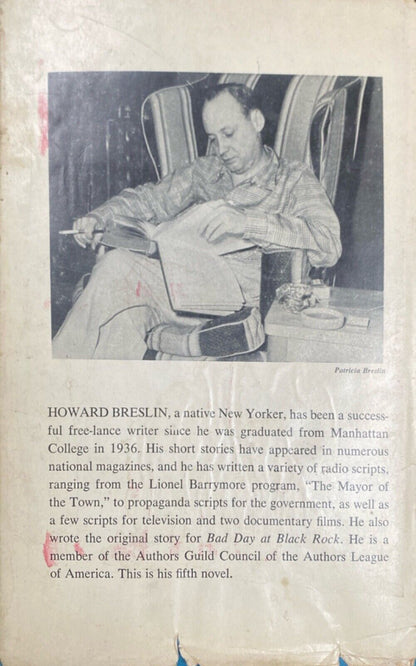 Patricia Breslin
HOWARD BRESLIN, a native New Yorker, has been a success-
ful free-lance writer since he was graduated from Manhattan
College in 1936. His short stories have appeared in numerous
national magazines, and he has written a variety of radio scripts,
ranging from the Lionel Barrymore program, "The Mayor of
the Town," to propaganda scripts for the government, as well as
a few scripts for television and two documentary films. He also
wrote the original story for Bad Day at Black Rock. He is a
member of the Authors Guild Council of the Authors League
of America. This is his fifth novel.